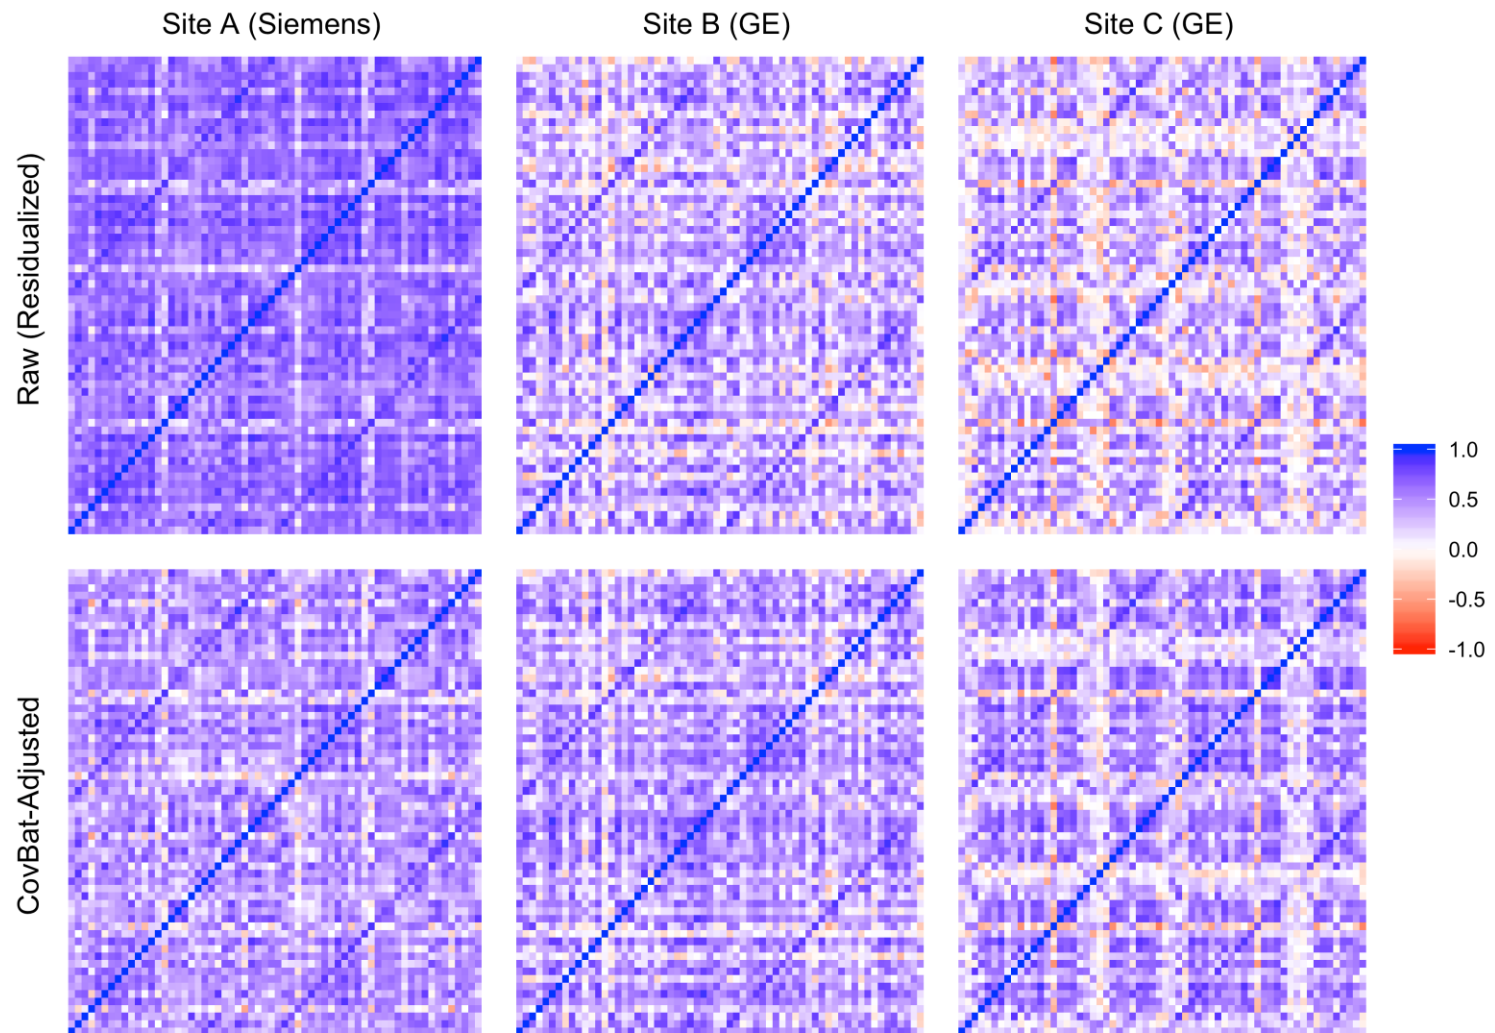 Site A (Siemens)
Site B (GE)
Site C (GE)
Raw (Residualized)
CovBat-Adjusted
1.0
0.5
0.0
-0.5
-1.0